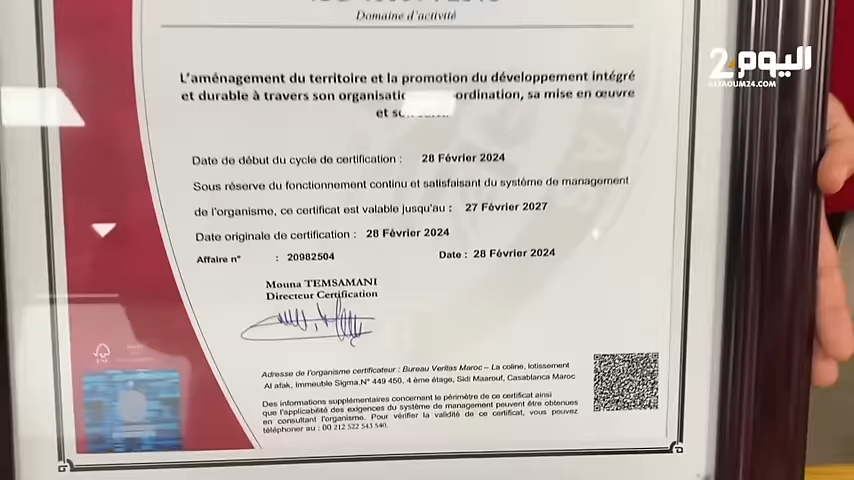 Domaine d'activité
L'aménagement du territoire et la promotion du développement intégré
et durable à travers son sa mise en œuvre
et
Date de début du cycle de certification : 28 Février 2024
Sous réserve du fonctionnement continu et satisfaisant du système de management
de l'organisme, ce certificat est valable jusqu'au : 27 Février 2027
Date originale de certification : 28 Février 2024
Affaire n° : 20982504 Date : 28 Février 2024
Mouna TEMSAMANI
Directeur Certification
Adresse de l'organisme certificateur : Bureau Veritas Maroc – La coline, lotissement
Al afak, Immeuble Sigma,N° 449 450, 4 ème étage, Sidi Maarouf, Casablanca Maroc
Des informations supplémentaires concernant le périmètre de ce certificat ainsi
que l'applicabilité des exigences du système de management peuvent être obtenues
en consultant l'organisme. Pour vérifier la validité de ce certificat, vous pouvez
téléphoner au : 00 212 522 543 540.
اليوم 24
ALYAOUM24.COM